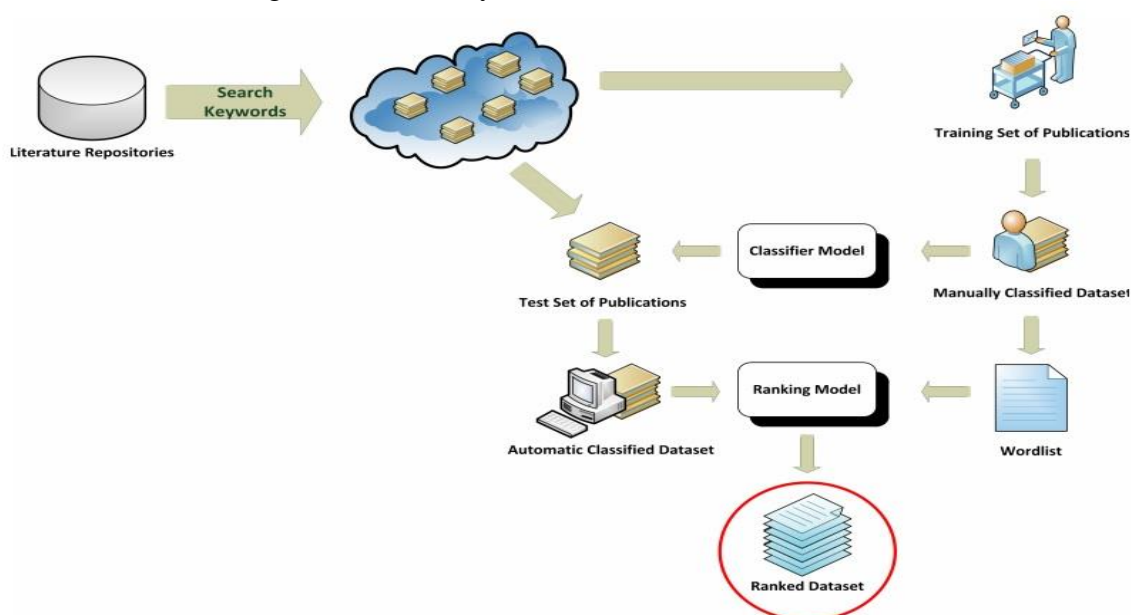 Search
Keywords
Literature Repositories
Training Set of Publications
Classifier Model
Test Set of Publications
Manually Classified Dataset
Ranking Model
Automatic Classified Dataset
Wordlist
Ranked Dataset